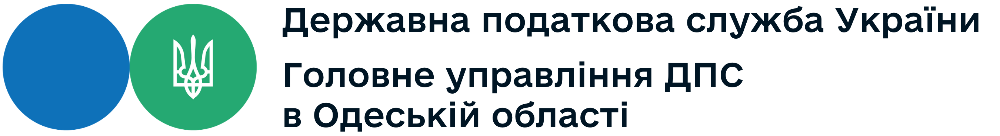 Державна податкова служба України
Головне управління ДПС
в Одеській області